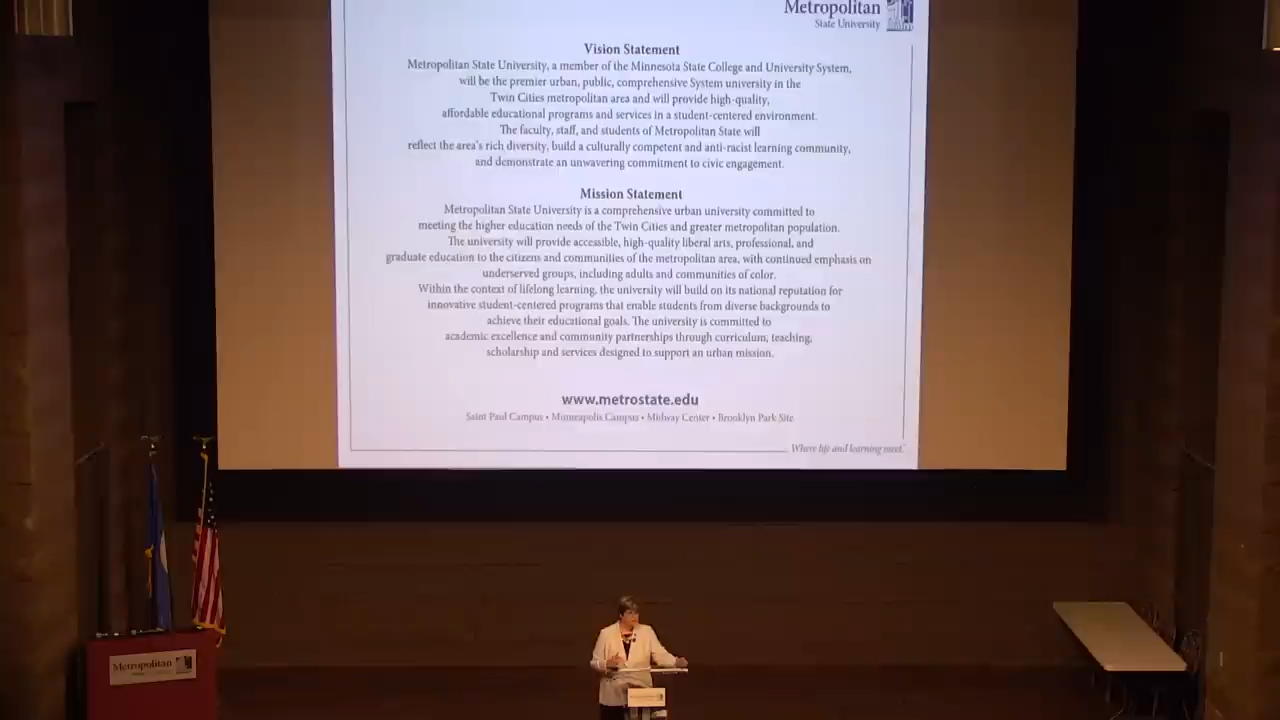 Metropolitan
State University
Vision Statement
Metropolitan State University, a member of the Minnesota State College and University System,
will be the premier urban, public, comprehensive System university in the
Twin Cities metropolitan area and will provide high-quality,
affordable educational programs and services in a student-centered environment.
The faculty, staff, and students of Metropolitan State will
reflect the area's rich diversity, build a culturally competent and anti-racist learning community,
and demonstrate an unwavering commitment to civic engagement.
Mission Statement
Metropolitan State University is a comprehensive urban university committed to
meeting the higher education needs of the Twin Cities and greater metropolitan population.
The university will provide accessible, high-quality liberal arts, professional, and
graduate education to the citizens and communities of the metropolitan area, with continued emphasis on
underserved groups, including adults and communities of color.
Within the context of lifelong learning, the university will build on its national reputation for
innovative student-centered programs that enable students from diverse backgrounds to
achieve their educational goals. The university is committed to
academic excellence and community partnerships through curriculum, teaching,
scholarship and services designed to support an urban mission.
www.metrostate.edu
Saint Paul Campus • Minneapolis Campus • Midway Center • Brooklyn Park Site
Where life and learning meet.
Metropolitan